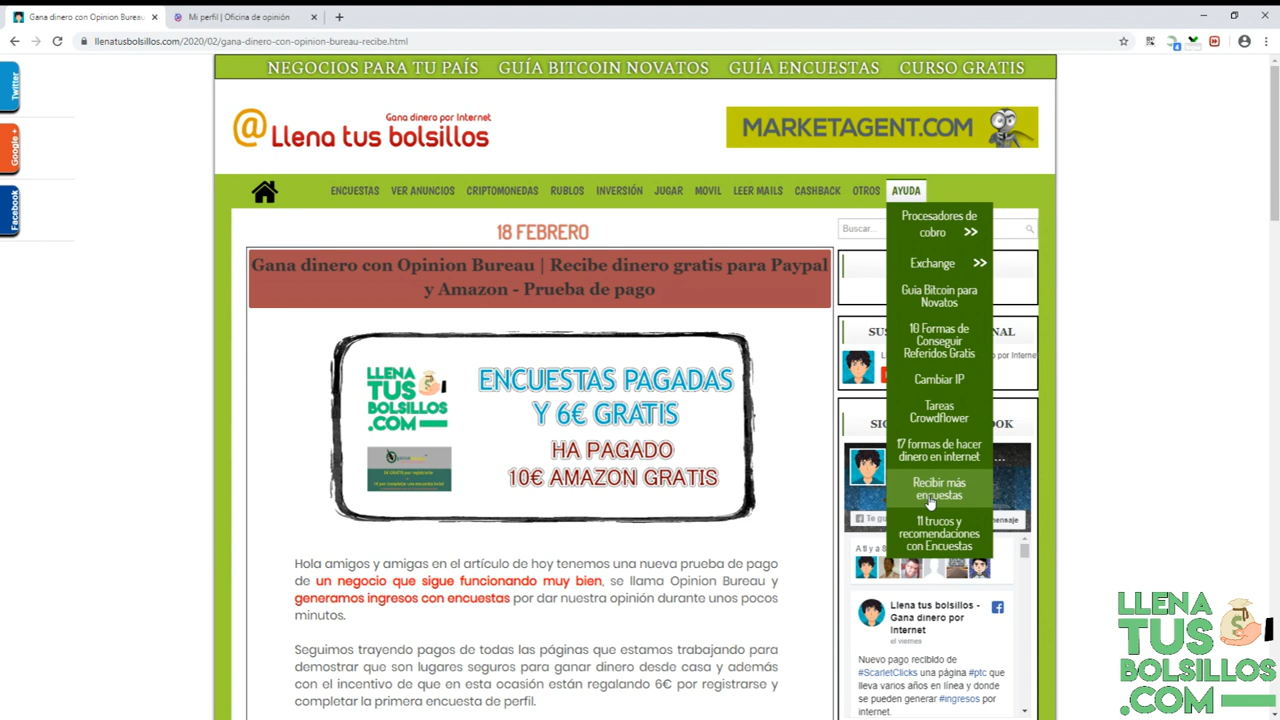 Gana dinero con Opinion Bureau
Mi perfil | Oficina de opinión
llenatusbolsillos.com/2020/02/gana-dinero-con-opinion-bureau-recibe.html
Twitter
Google +
Facebook
NEGOCIOS PARA TU PAÍS GUÍA BITCOIN NOVATOS GUÍA ENCUESTAS CURSO GRATIS
Gana dinero por Internet
@Llena tus bolsillos
MARKETAGENT.COM
ENCUESTAS VER ANUNCIOS CRIPTOMONEDAS RUBLOS INVERSIÓN JUGAR MOVIL LEER MAILS CASHBACK OTROS AYUDA
Procesadores de
cobro >>
Exchange >>
Guia Bitcoin para
Novatos
10 Formas de
Conseguir
Referidos Gratis
Cambiar IP
Tareas
Crowdflower
17 formas de hacer
dinero en internet
Recibir más
encuestas
11 trucos y
recomendaciones
con Encuestas
Buscar...
18 FEBRERO
Gana dinero con Opinion Bureau | Recibe dinero gratis para Paypal
y Amazon - Prueba de pago
LLENA
TUS
BOLSILLOS
.COM
ENCUESTAS PAGADAS
Y 6€ GRATIS
HA PAGADO
10€ AMAZON GRATIS
Hola amigos y amigas en el artículo de hoy tenemos una nueva prueba de pago
de un negocio que sigue funcionando muy bien, se llama Opinion Bureau y
generamos ingresos con encuestas por dar nuestra opinión durante unos pocos
minutos.
Seguimos trayendo pagos de todas las páginas que estamos trabajando para
demostrar que son lugares seguros para ganar dinero desde casa y además
con el incentivo de que en esta ocasión están regalando 6€ por registrarse y
completar la primera encuesta de perfil.
Llena tus bolsillos -
Gana dinero por
Internet
el viernes
Nuevo pago recibido de
#ScarletClicks una página #ptc que
lleva varios años en línea y donde
se pueden generar #ingresos por
internet.
LLENA
TUS
BOLSILLOS
.COM